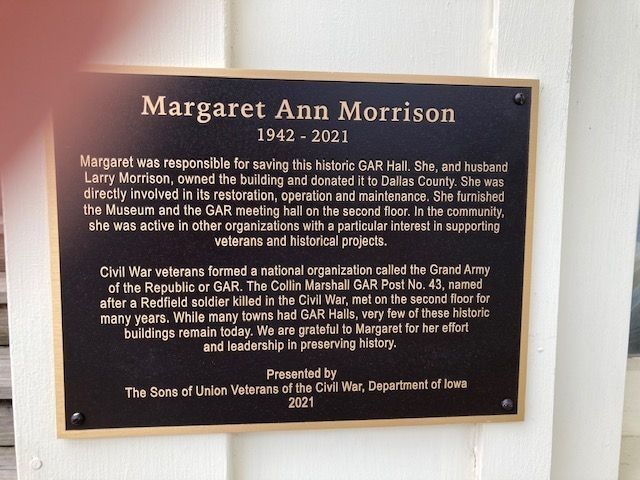 Margaret Ann Morrison
1942 - 2021
Margaret was responsible for saving this historic GAR Hall. She, and husband
Larry Morrison, owned the building and donated it to Dallas County. She was
directly involved in its restoration, operation and maintenance. She furnished
the Museum and the GAR meeting hall on the second floor. In the community,
she was active in other organizations with a particular interest in supporting
veterans and historical projects.
Civil War veterans formed a national organization called the Grand Army
of the Republic or GAR. The Collin Marshall GAR Post No. 43, named
after a Redfield soldier killed in the Civil War, met on the second floor for
many years. While many towns had GAR Halls, very few of these historic
buildings remain today. We are grateful to Margaret for her effort
and leadership in preserving history.
Presented by
The Sons of Union Veterans of the Civil War, Department of Iowa
2021